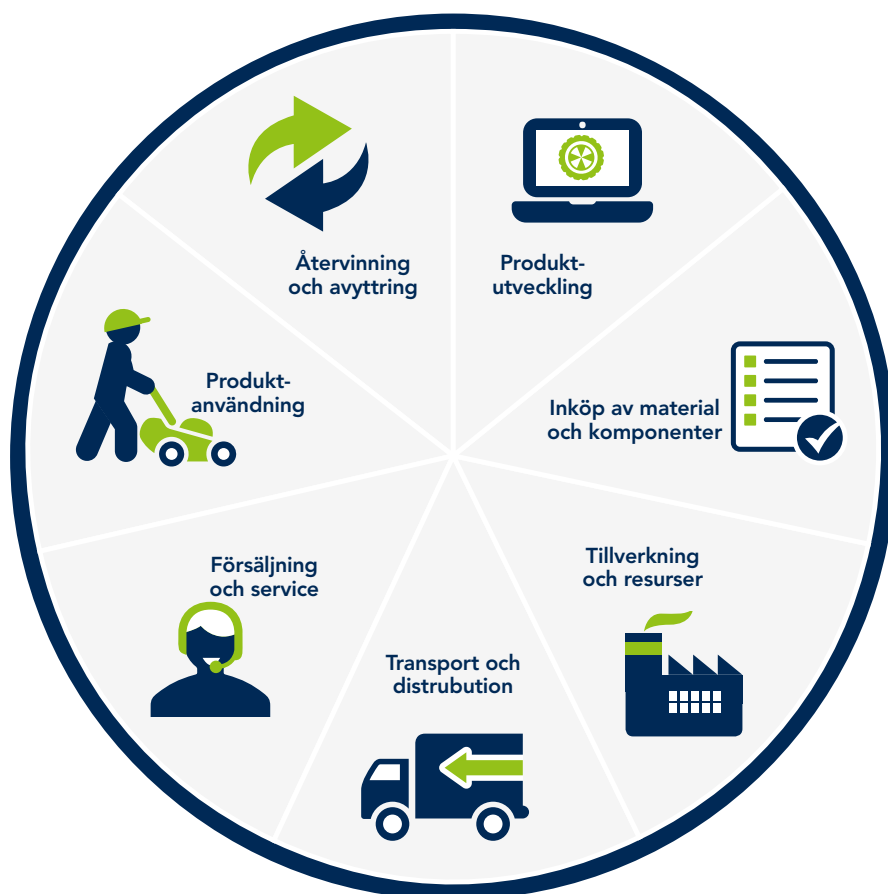 Återvinning
och avyttring
Produkt-
utveckling
Produkt-
användning
Inköp av material
och komponenter
Försäljning
och service
Tillverkning
och resurser
Transport och
distrubution